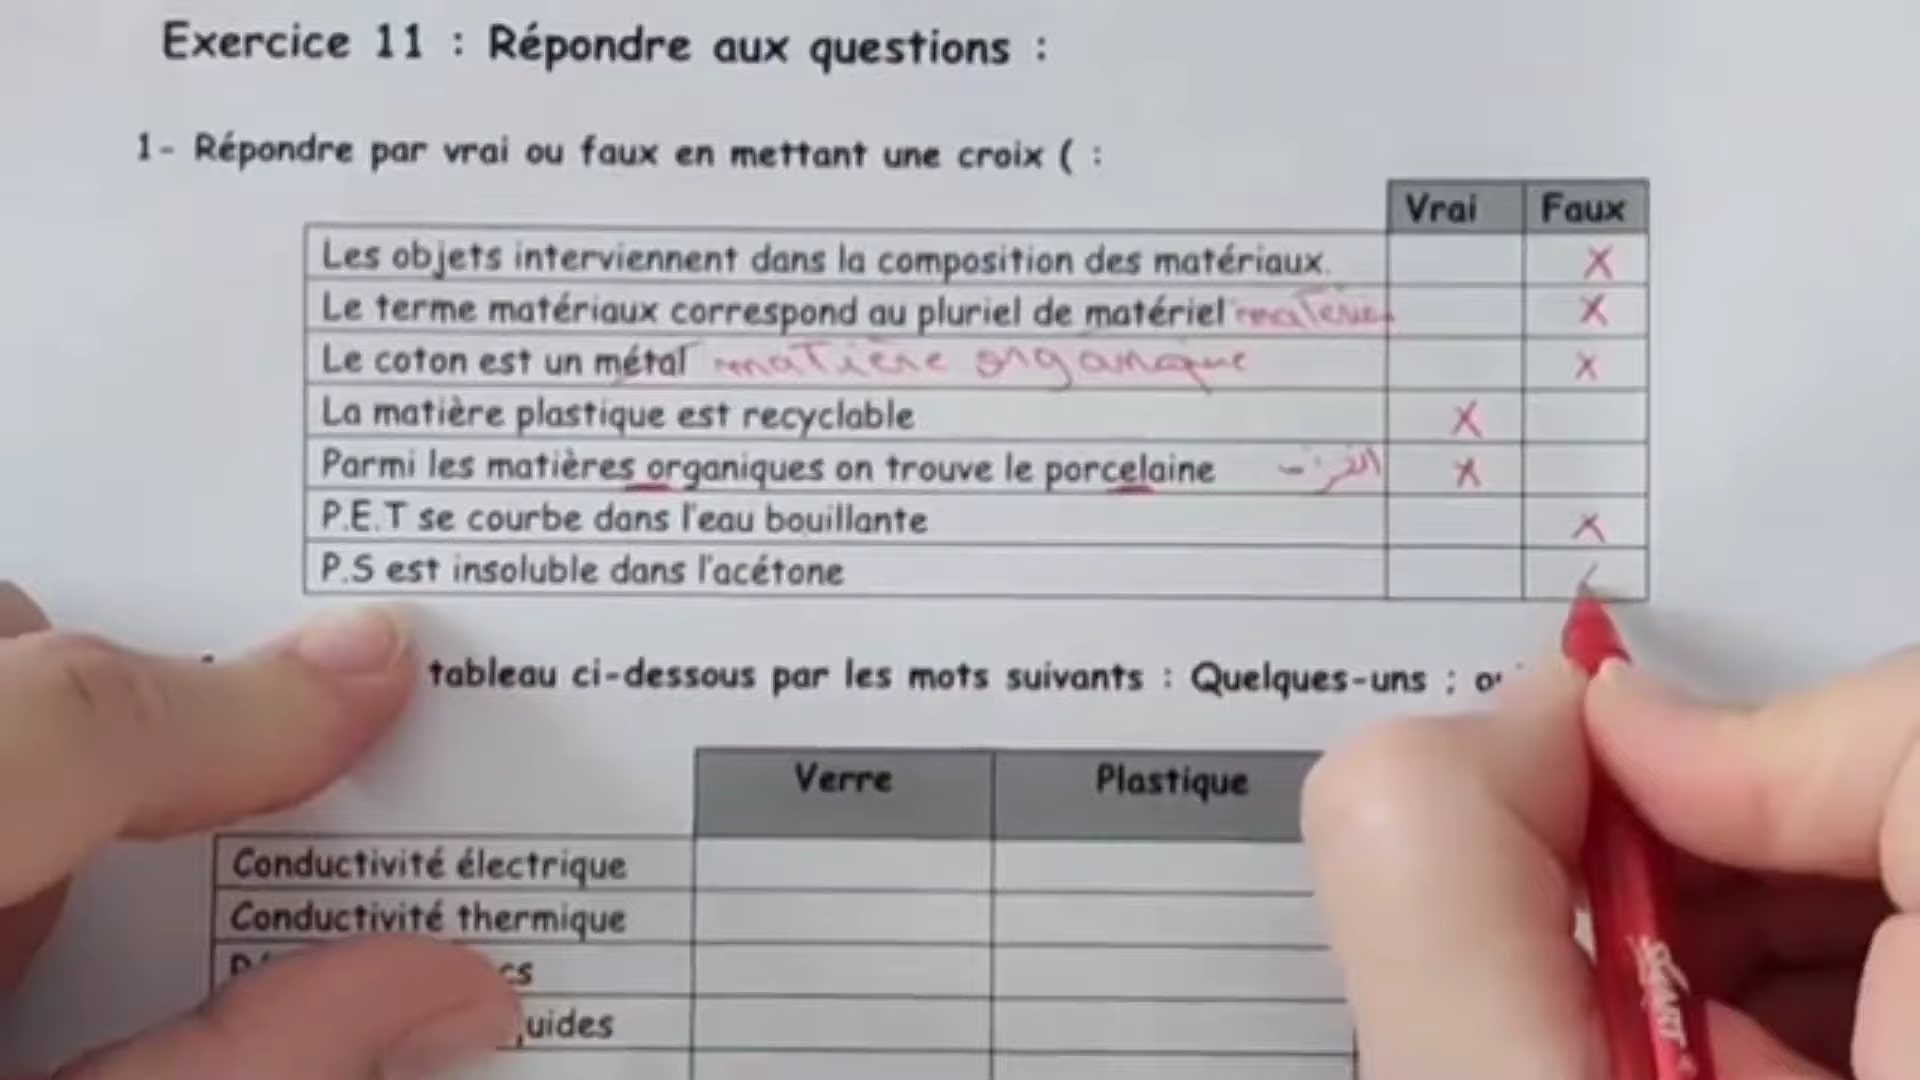 Exercice 11 : Répondre aux questions :
1- Répondre par vrai ou faux en mettant une croix ( :
Vrai Faux
Les objets interviennent dans la composition des matériaux. X
Le terme matériaux correspond au pluriel de matériel X
Le coton est un métal matière organique X
La matière plastique est recyclable X
Parmi les matières organiques on trouve le porcelaine X
P.E.T se courbe dans l'eau bouillante X
P.S est insoluble dans l'acétone
tableau ci-dessous par les mots suivants : Quelques-uns ;
Verre Plastique
Conductivité électrique
Conductivité thermique